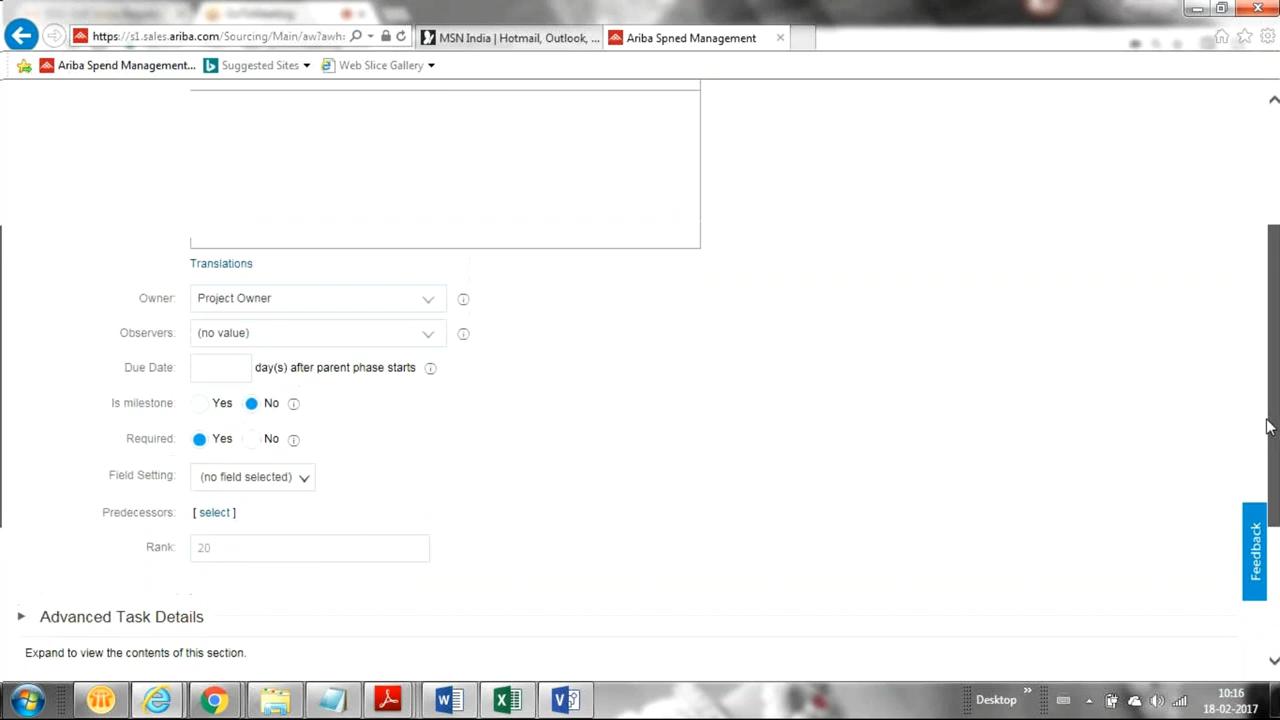 https://s1.sales.ariba.com/Sourcing/Main/aw?awh:
MSN India | Hotmail, Outlook, ...
Ariba Spned Management
Ariba Spend Management...
Suggested Sites
Web Slice Gallery
Translations
Owner: Project Owner
Observers: (no value)
Due Date: day(s) after parent phase starts
Is milestone: Yes No
Required: Yes No
Field Setting: (no field selected)
Predecessors: [ select ]
Rank: 20
Feedback
Advanced Task Details
Expand to view the contents of this section.
Desktop
10:16
18-02-2017